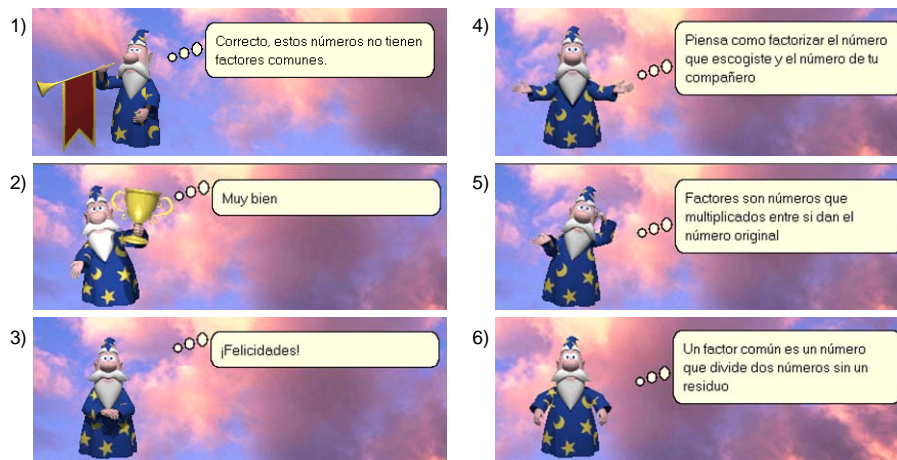 1)
Correcto, estos números no tienen
factores comunes.
2)
Muy bien
3)
¡Felicidades!
4)
Piensa como factorizar el número
que escogiste y el número de tu
compañero
5)
Factores son números que
multiplicados entre si dan el
número original
6)
Un factor común es un número
que divide dos números sin un
residuo